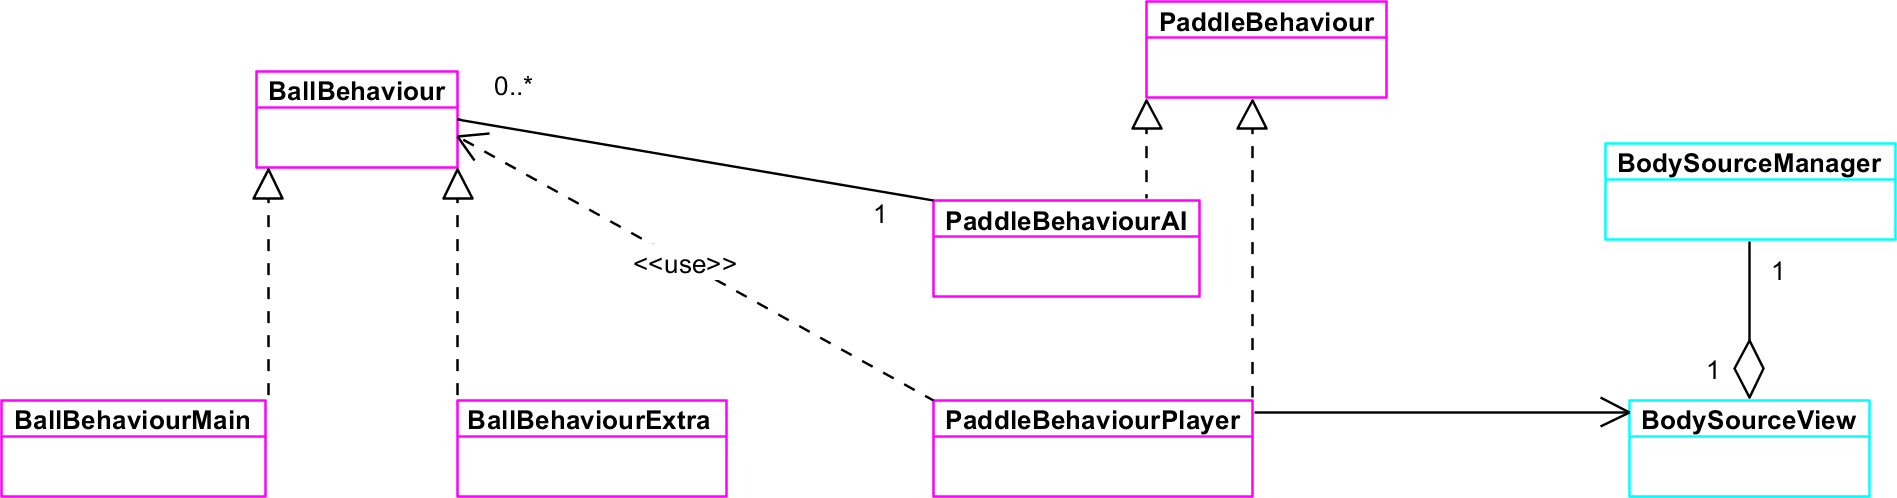 PaddleBehaviour
BallBehaviour
0..*
BodySourceManager
1
PaddleBehaviourAI
<<use>>
1
1
BallBehaviourMain
BallBehaviourExtra
PaddleBehaviourPlayer
BodySourceView